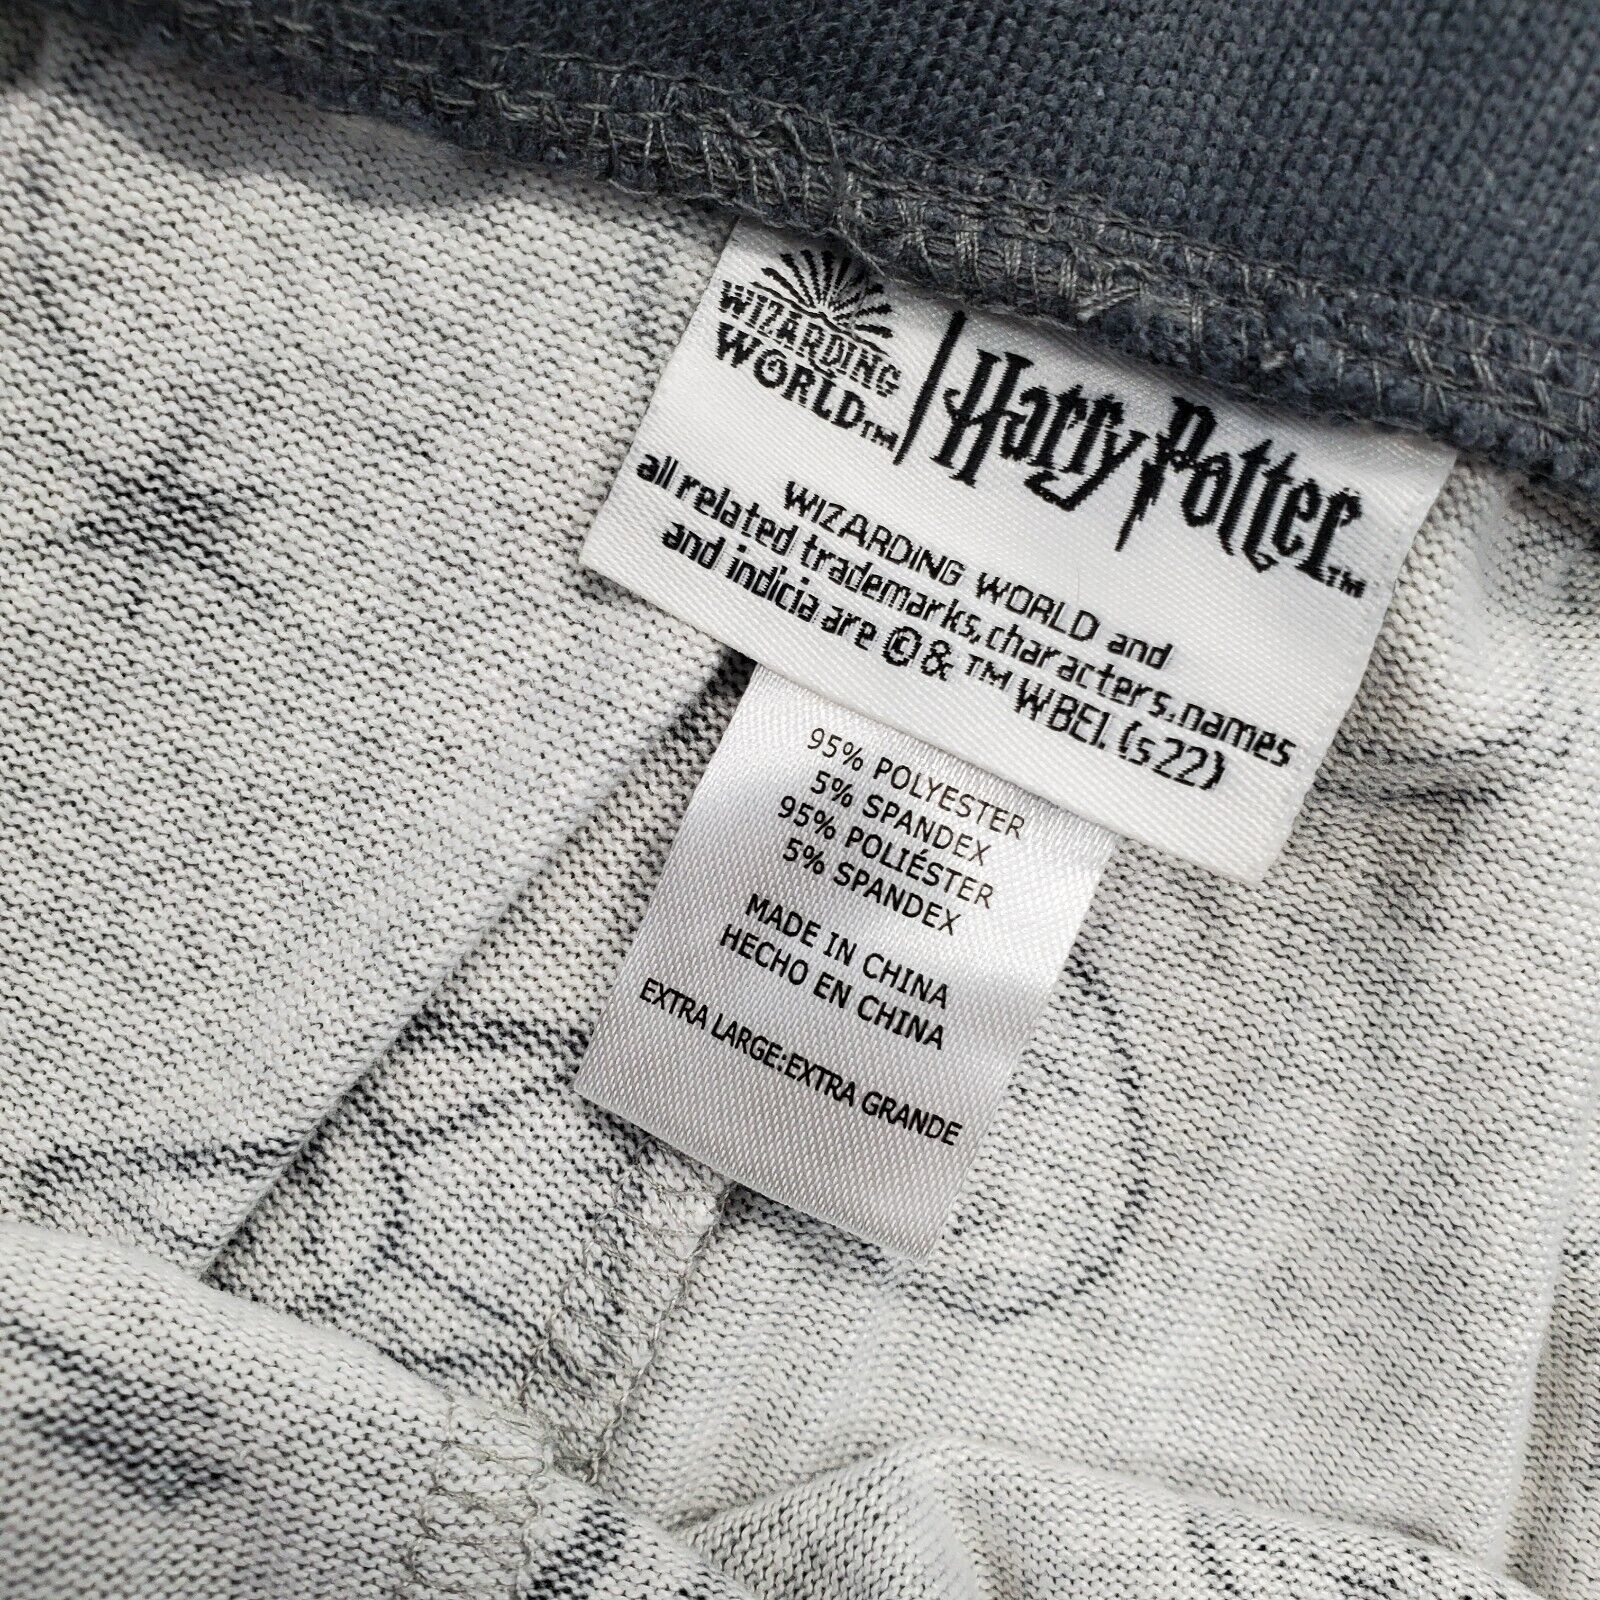 WIZARDING
WORLD™
Harry Potter™
WIZARDING WORLD and
all related trademarks, characters, names
and indicia are © & ™ WBEI. (s22)
95% POLYESTER
5% SPANDEX
95% POLIÉSTER
5% SPANDEX
MADE IN CHINA
HECHO EN CHINA
EXTRA LARGE:EXTRA GRANDE